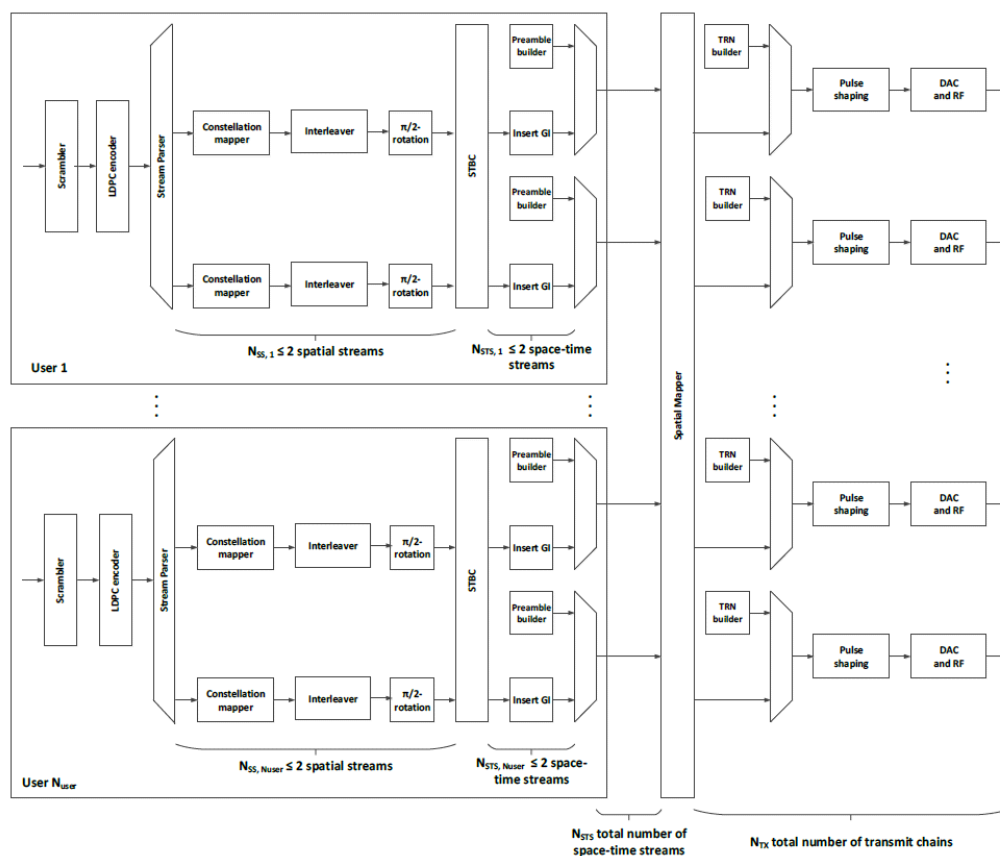 Preamble
builder
TRN
builder
Scrambler
LDPC encoder
Stream Parser
Constellation
mapper
Interleaver
π/2-
rotation
STBC
Insert GI
Pulse
shaping
DAC
and RF
Preamble
builder
TRN
builder
Constellation
mapper
Interleaver
π/2-
rotation
Insert GI
Pulse
shaping
DAC
and RF
NSS, 1 ≤ 2 spatial streams
NSTS, 1 ≤ 2 space-time
streams
User 1
Spatial Mapper
Preamble
builder
TRN
builder
Scrambler
LDPC encoder
Stream Parser
Constellation
mapper
Interleaver
π/2-
rotation
STBC
Insert GI
Pulse
shaping
DAC
and RF
Preamble
builder
TRN
builder
Constellation
mapper
Interleaver
π/2-
rotation
Insert GI
Pulse
shaping
DAC
and RF
NSS, Nuser ≤ 2 spatial streams
NSTS, Nuser ≤ 2 space-
time streams
User Nuser
NSTS total number of
space-time streams
NTX total number of transmit chains